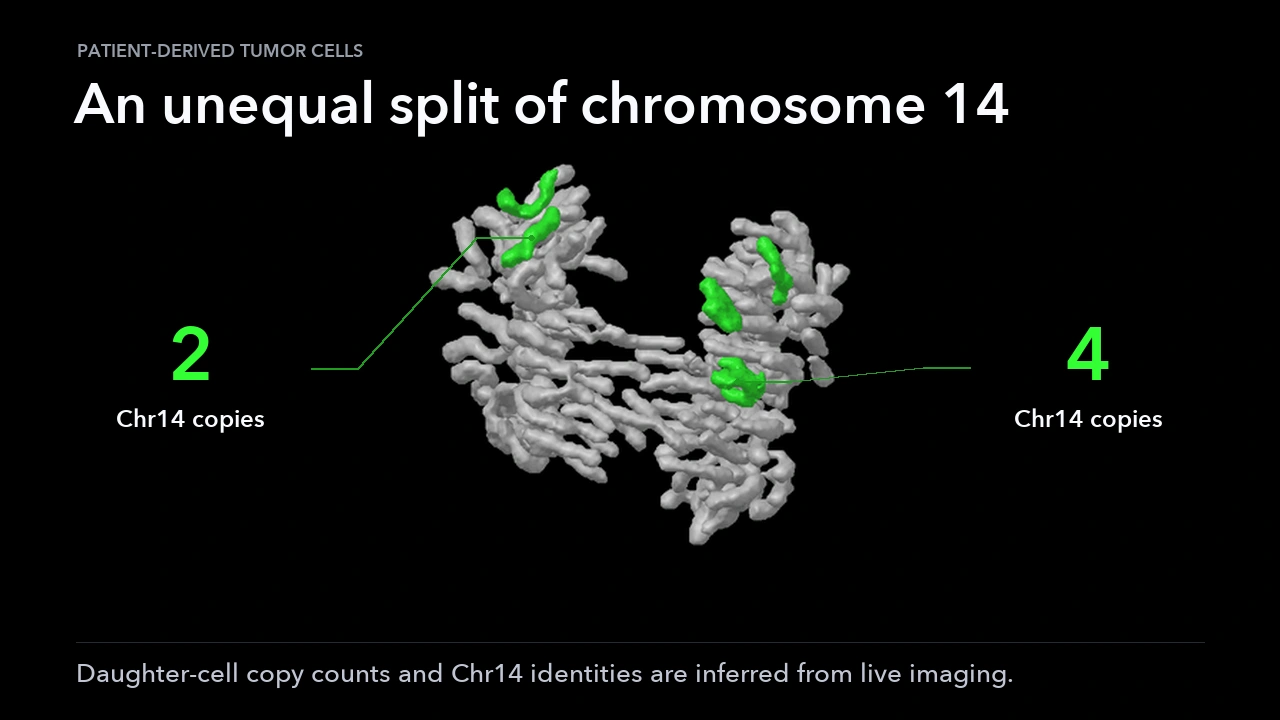 PATIENT-DERIVED TUMOR CELLS
An unequal split of chromosome 14
2
Chr14 copies
4
Chr14 copies
Daughter-cell copy counts and Chr14 identities are inferred from live imaging.